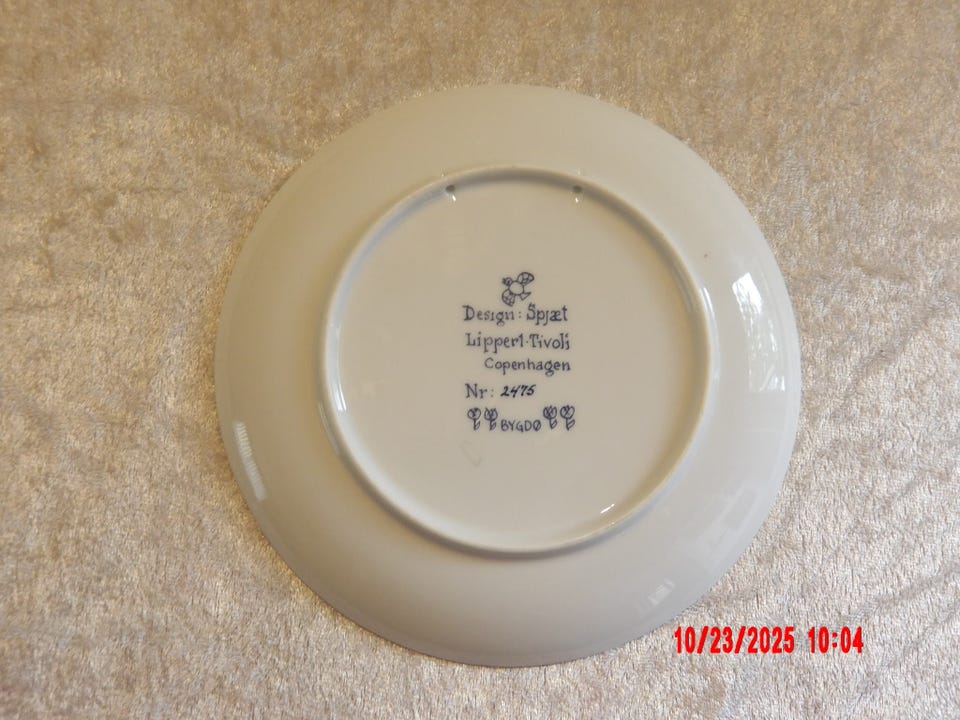 Design: Spjæt
Lippert·Tivoli
Copenhagen
Nr: 2475
BYGDØ
10/23/2025 10:04